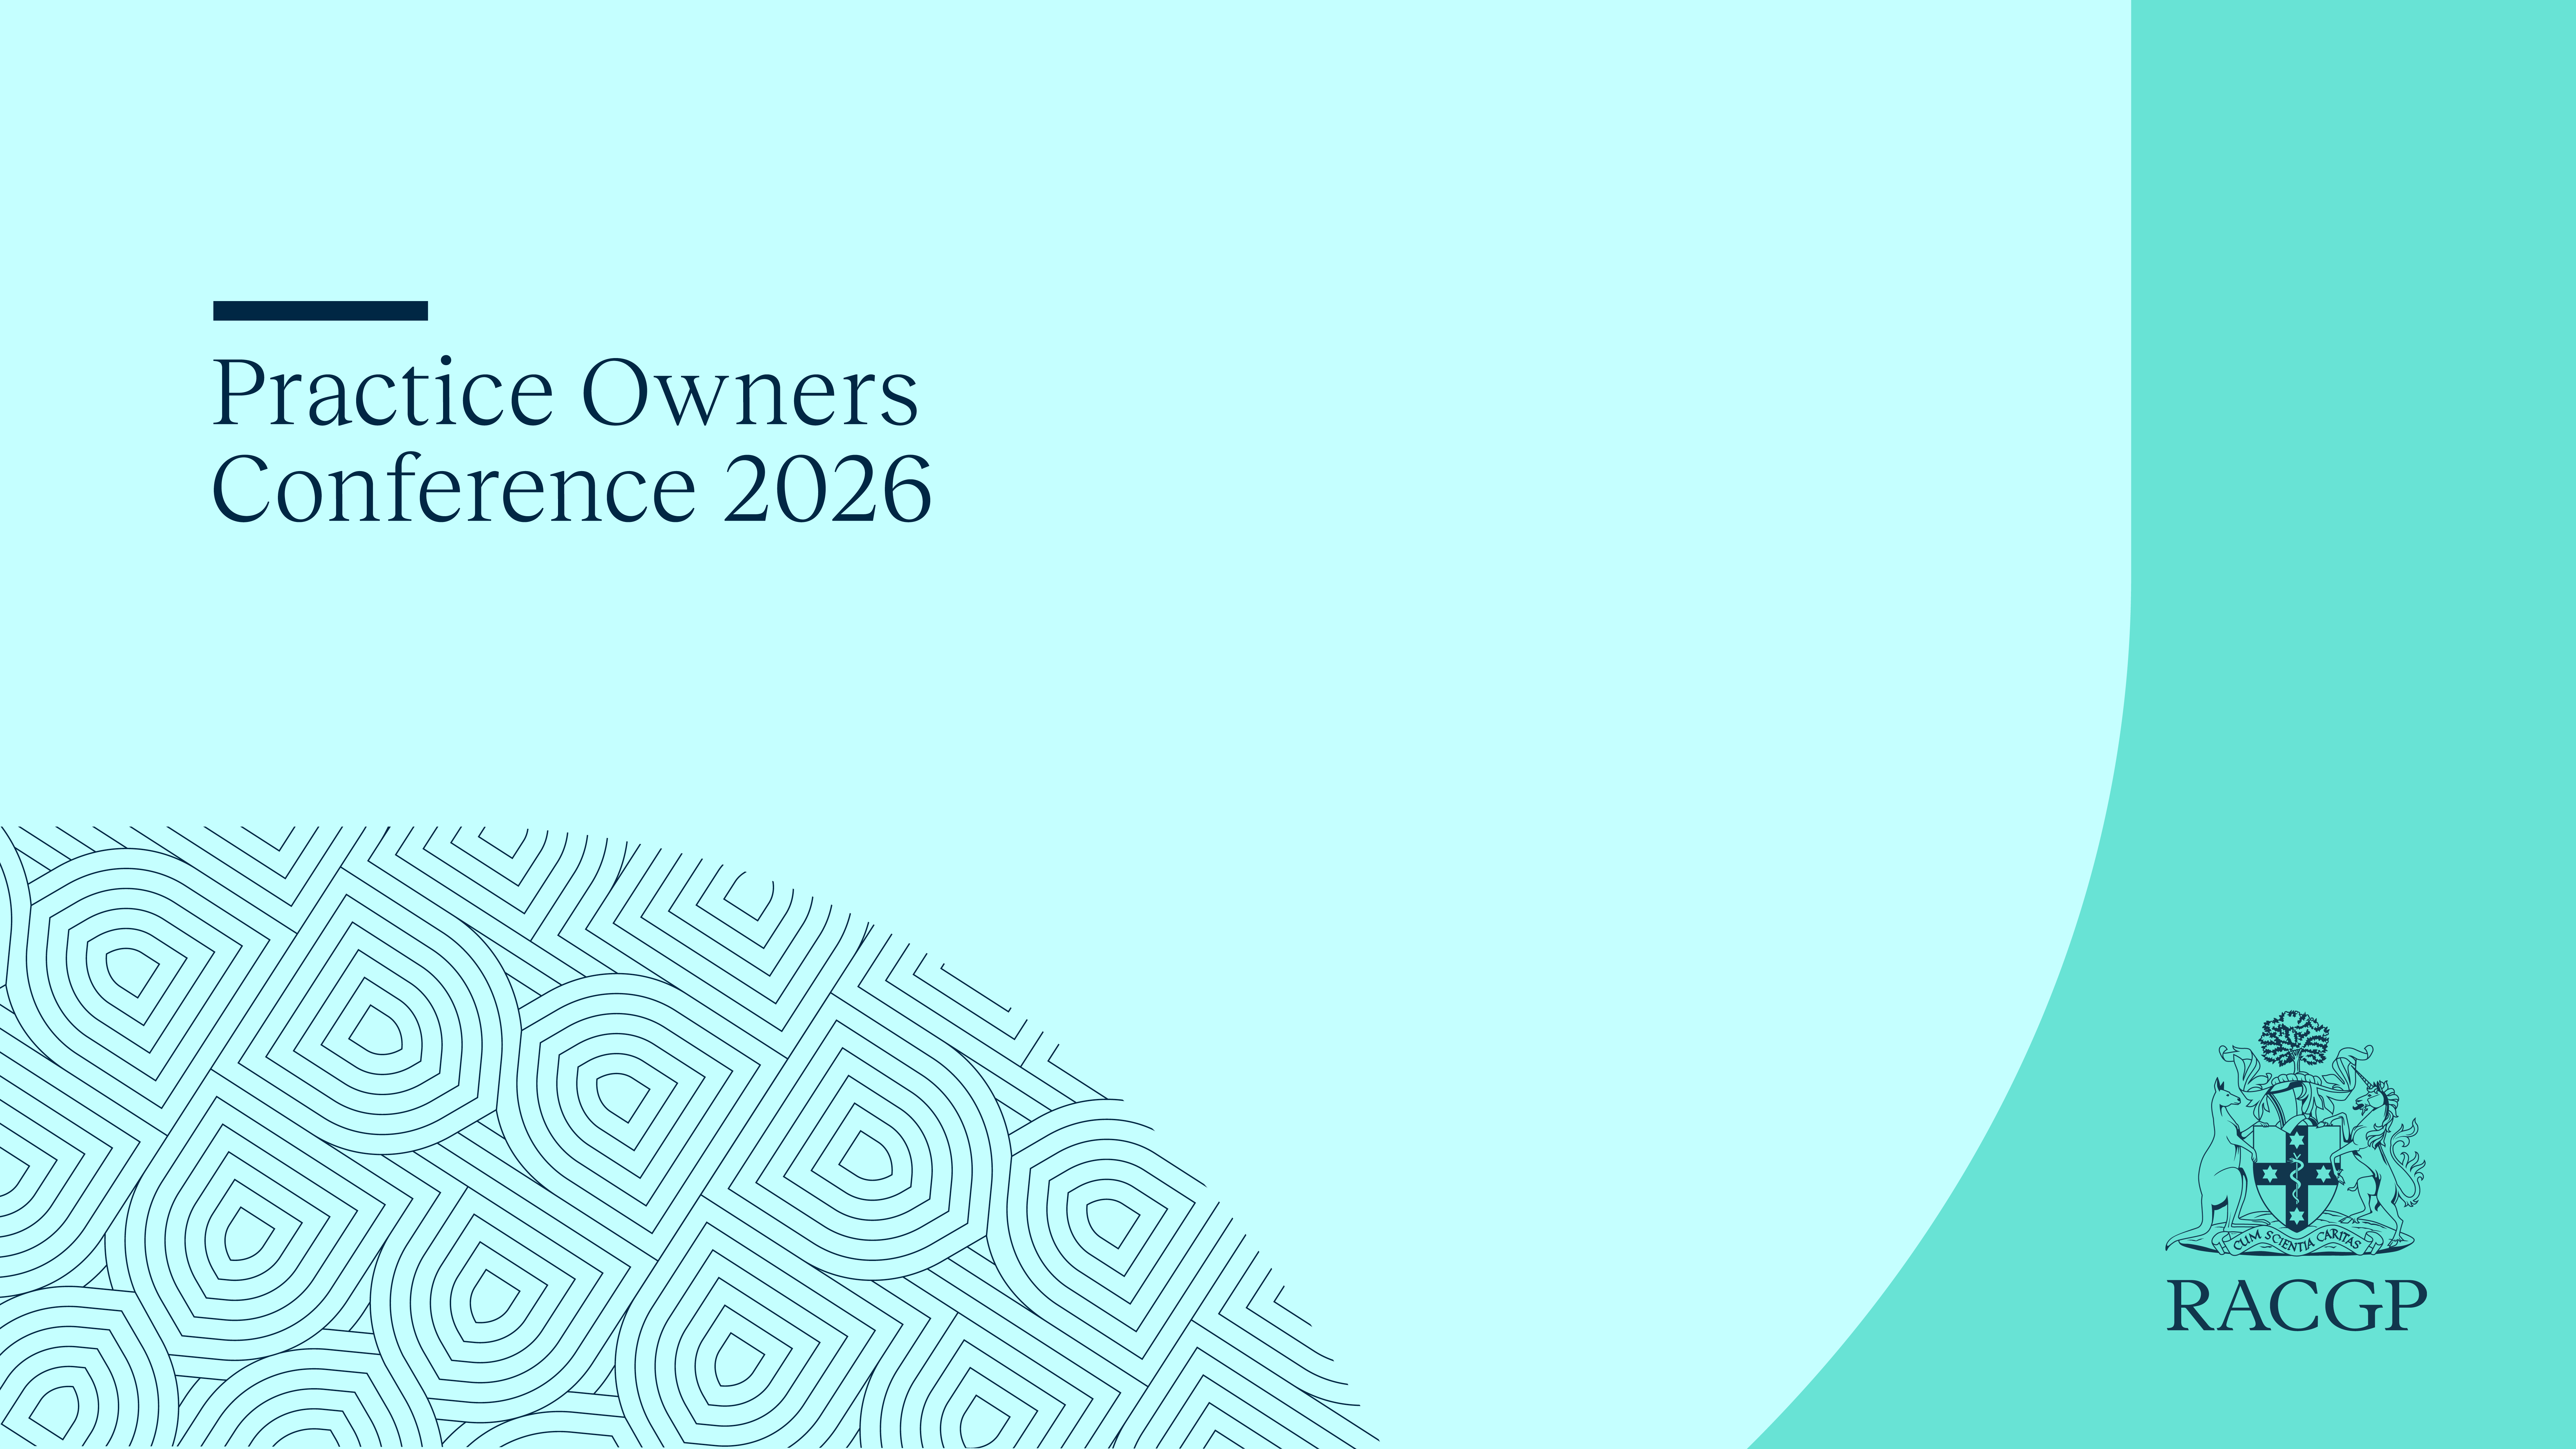 Practice Owners
Conference 2026
CUM SCIENTIA CARITAS
RACGP